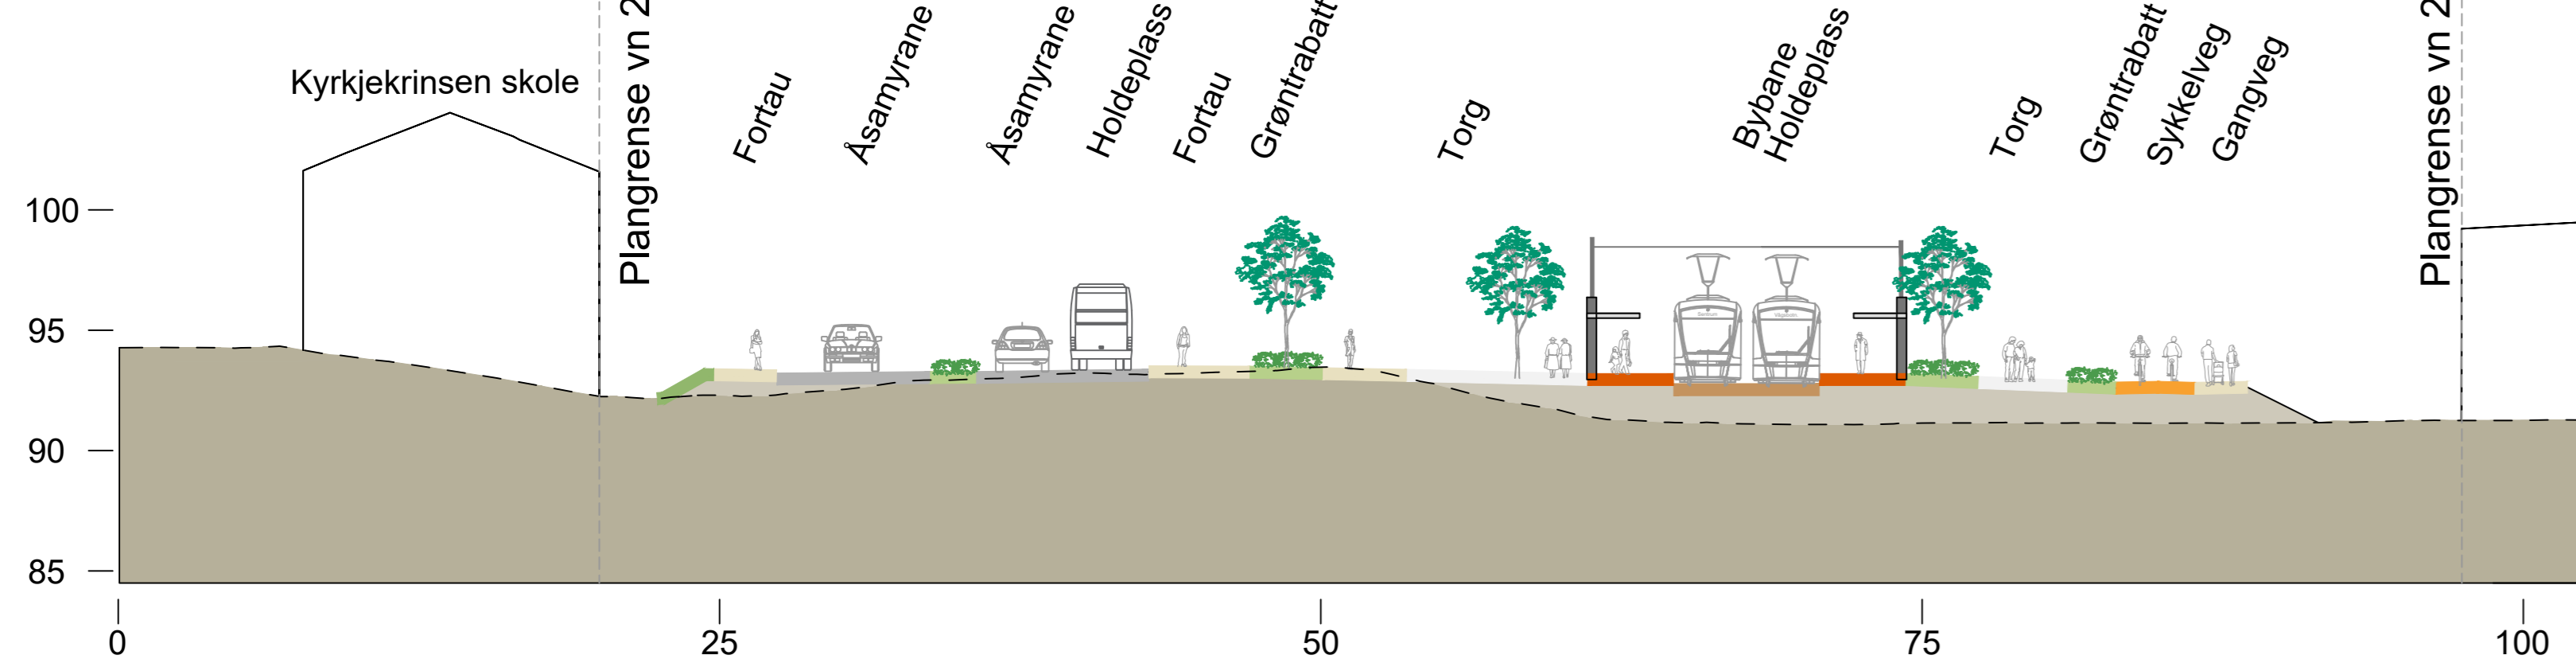 Kyrkjekrinsen skole
Plangrense vn 2
Fortau
Åsamyrane
Åsamyrane
Holdeplass
Fortau
Grøntrabatt
Torg
Bybane
Holdeplass
Torg
Grøntrabatt
Sykkelveg
Gangveg
Plangrense vn 2
100
95
90
85
0
25
50
75
100